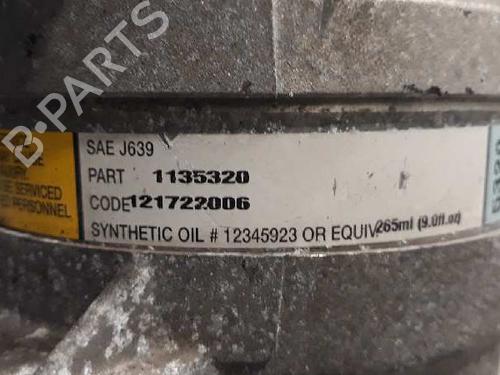 B-PARTS
SAE J639
PART 1135320
CODE 121722006
SYNTHETIC OIL # 12345923 OR EQUIV 265ml (9.0fl.oz)
BE SERVICED
PERSONNEL